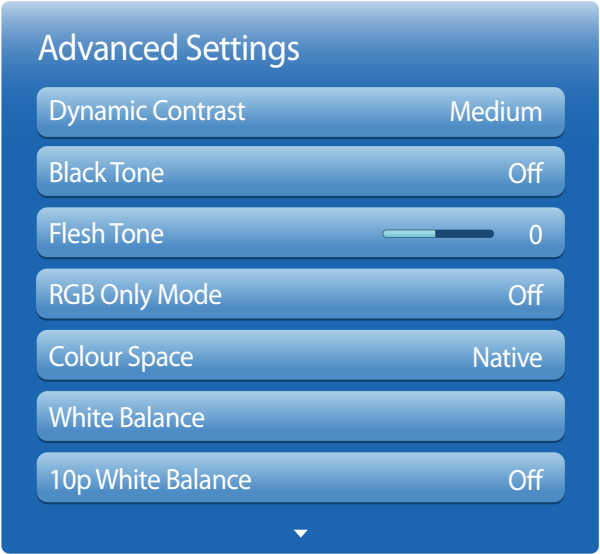 Advanced Settings
Dynamic Contrast Medium
Black Tone Off
Flesh Tone 0
RGB Only Mode Off
Colour Space Native
White Balance
10p White Balance Off